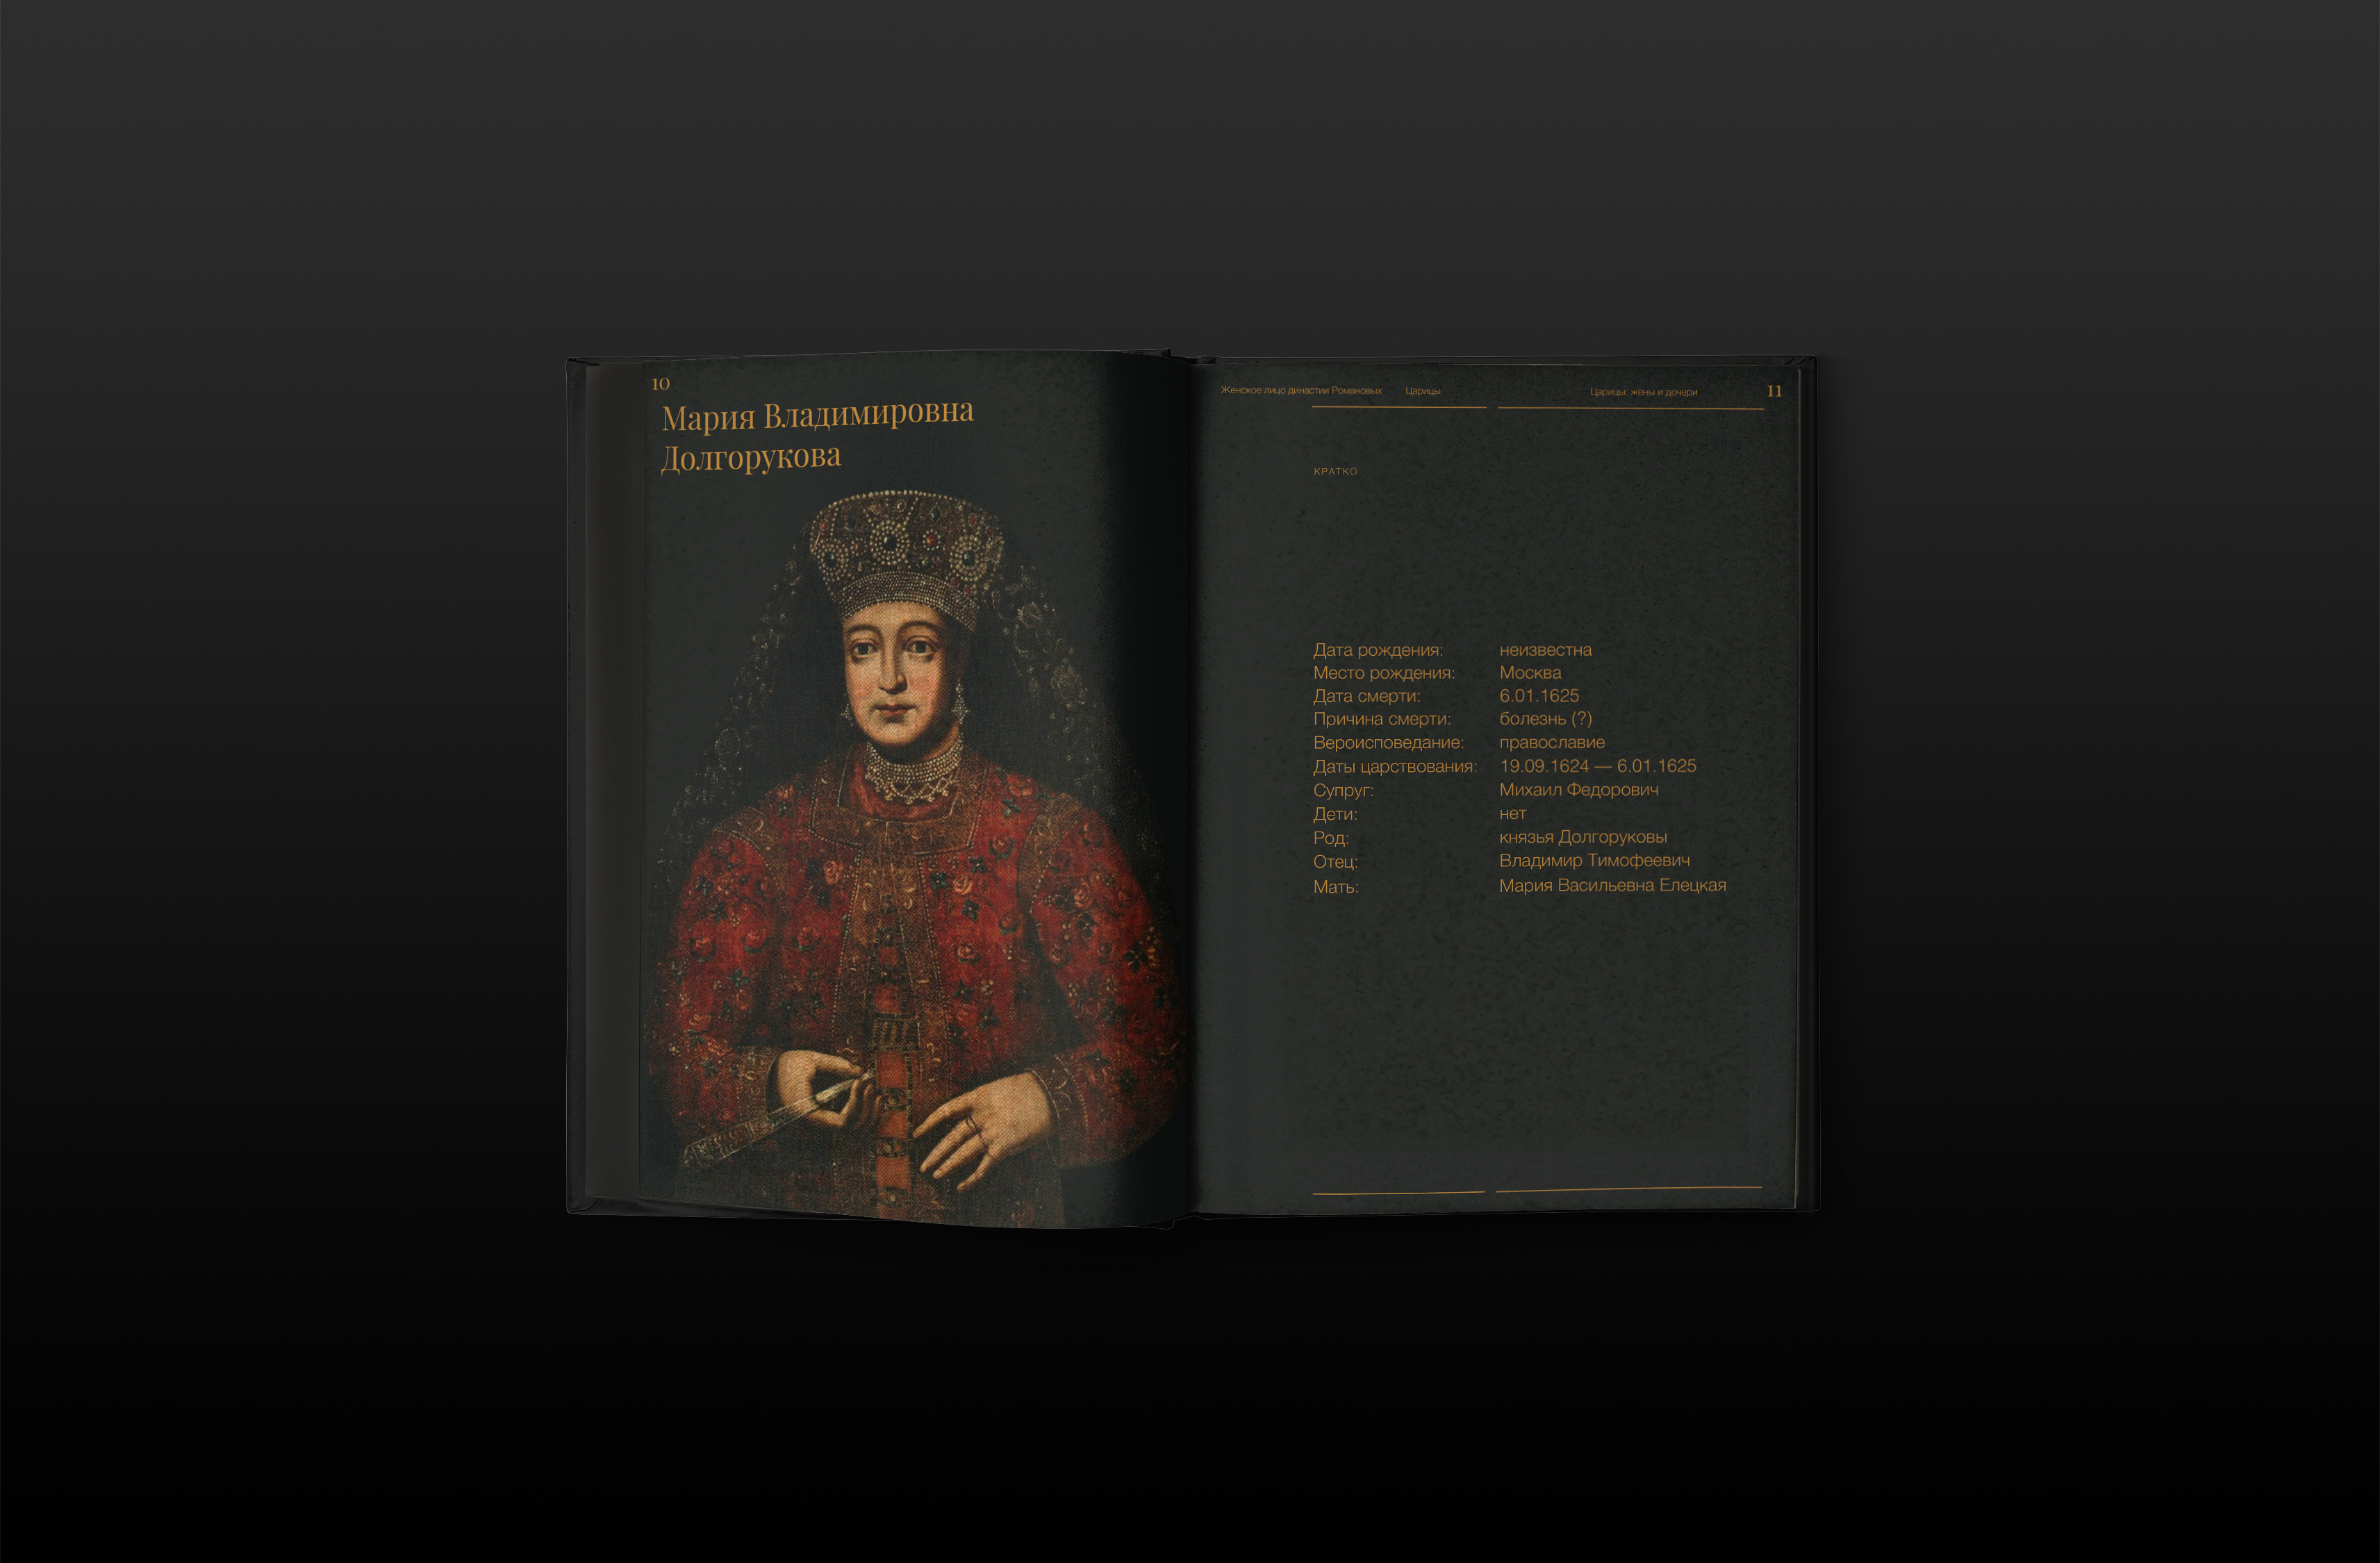 10
Мария Владимировна
Долгорукова
Женское лицо династии Романовых Царицы Царицы: жены и дочери 11
КРАТКО
Дата рождения: неизвестна
Место рождения: Москва
Дата смерти: 6.01.1625
Причина смерти: болезнь (?)
Вероисповедание: православие
Даты царствования: 19.09.1624 — 6.01.1625
Супруг: Михаил Федорович
Дети: нет
Род: князья Долгоруковы
Отец: Владимир Тимофеевич
Мать: Мария Васильевна Елецкая